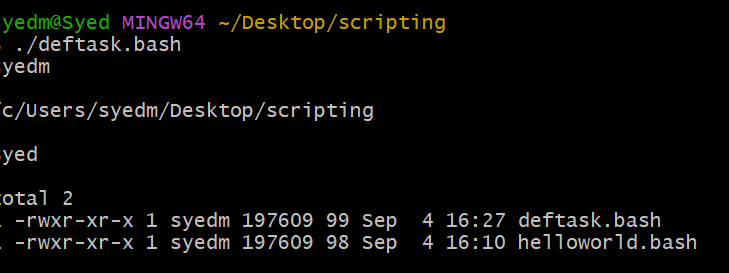 syedm@Syed MINGW64 ~/Desktop/scripting
$ ./deftask.bash
syedm
/c/Users/syedm/Desktop/scripting
syed
total 2
1 -rwxr-xr-x 1 syedm 197609 99 Sep  4 16:27 deftask.bash
1 -rwxr-xr-x 1 syedm 197609 98 Sep  4 16:10 helloworld.bash